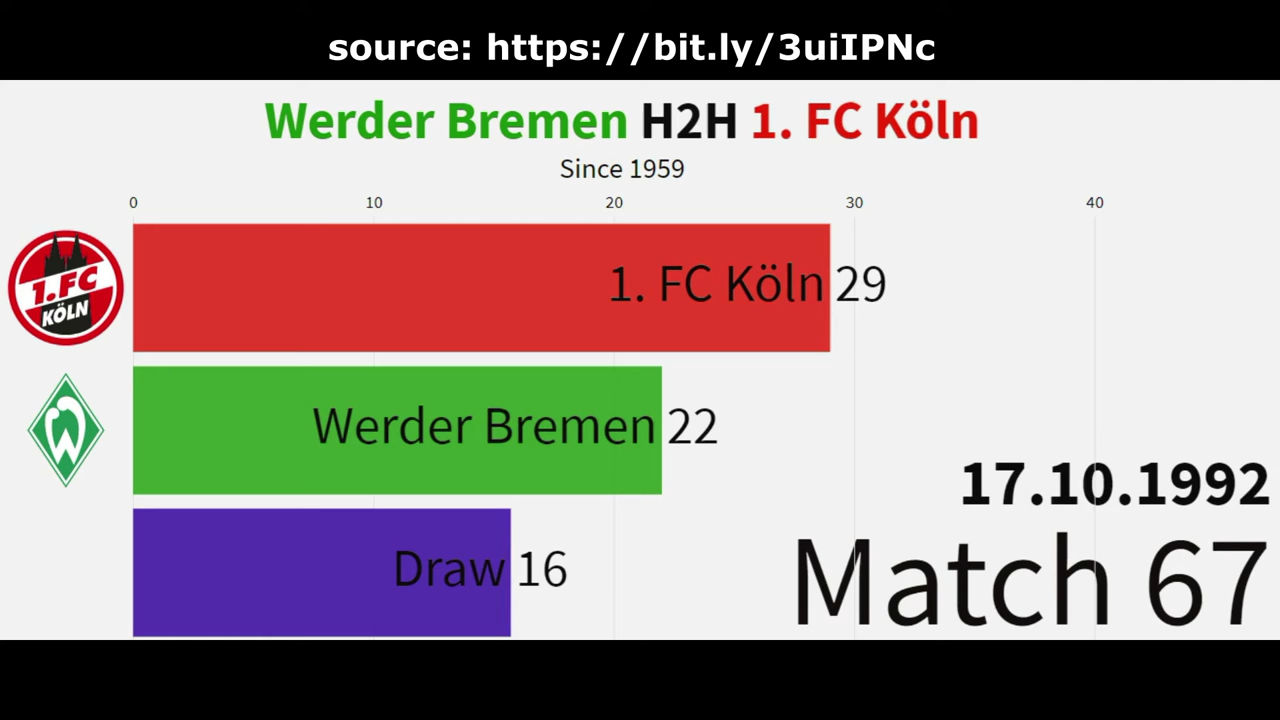 source: https://bit.ly/3uiIPNc
Werder Bremen H2H 1. FC Köln
Since 1959
0 10 20 30 40
1. FC KÖLN
1. FC Köln 29
Werder Bremen 22
17.10.1992
Draw 16
Match 67